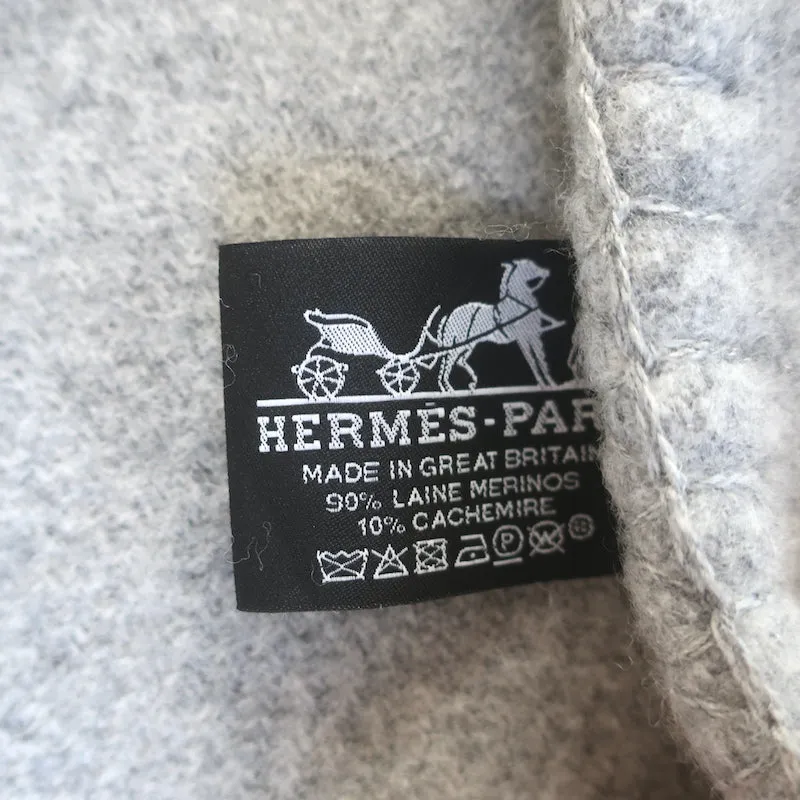 HERMÈS-PAR
MADE IN GREAT BRITAIN
90% LAINE MERINOS
10% CACHEMIRE
P W